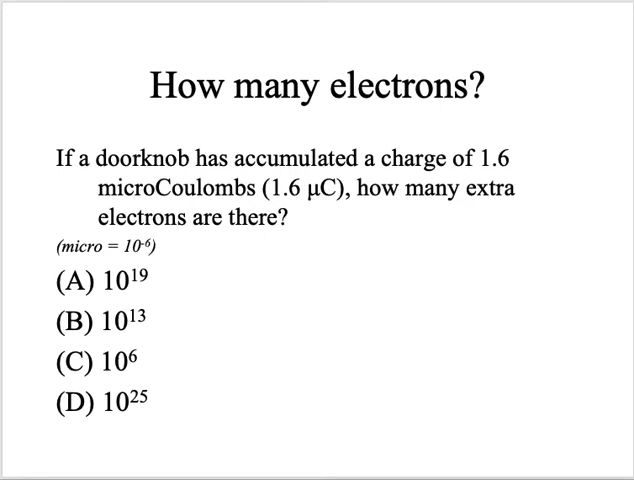 How many electrons?
If a doorknob has accumulated a charge of 1.6
microCoulombs (1.6 μC), how many extra
electrons are there?
(micro = 10⁻⁶)
(A) 10¹⁹
(B) 10¹³
(C) 10⁶
(D) 10²⁵